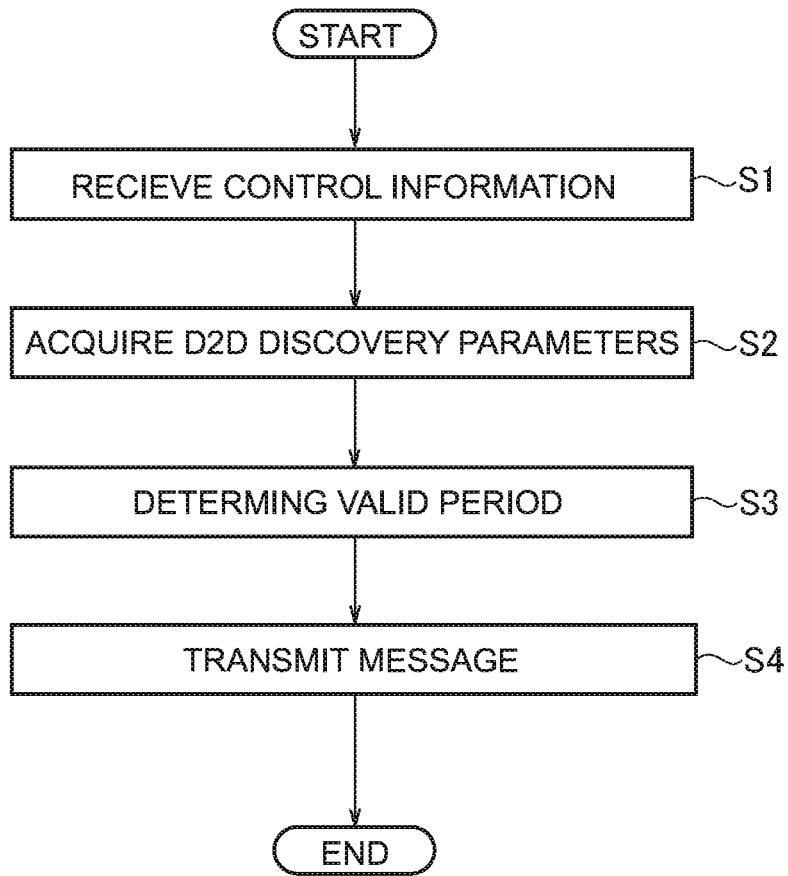 START
RECIEVE CONTROL INFORMATION
S1
ACQUIRE D2D DISCOVERY PARAMETERS
S2
DETERMING VALID PERIOD
S3
TRANSMIT MESSAGE
S4
END